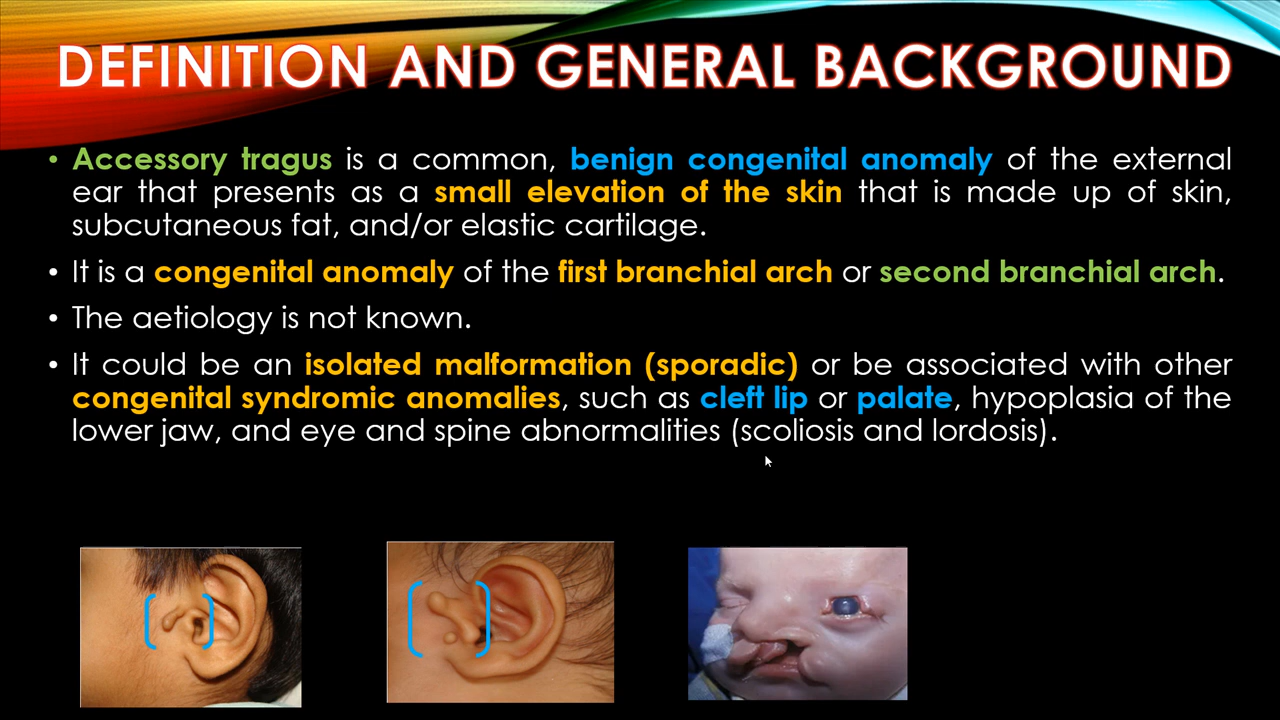 DEFINITION AND GENERAL BACKGROUND
• Accessory tragus is a common, benign congenital anomaly of the external
ear that presents as a small elevation of the skin that is made up of skin,
subcutaneous fat, and/or elastic cartilage.
• It is a congenital anomaly of the first branchial arch or second branchial arch.
• The aetiology is not known.
• It could be an isolated malformation (sporadic) or be associated with other
congenital syndromic anomalies, such as cleft lip or palate, hypoplasia of the
lower jaw, and eye and spine abnormalities (scoliosis and lordosis).